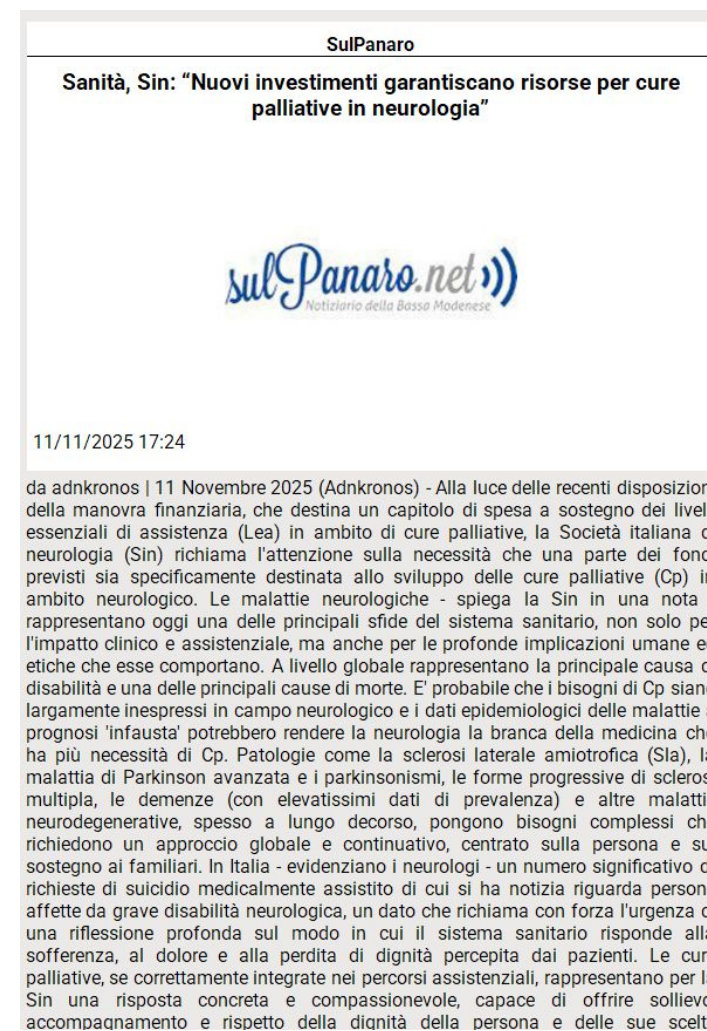 SulPanaro
Sanità, Sin: “Nuovi investimenti garantiscano risorse per cure
palliative in neurologia”
sulPanaro.net
Notiziario della Bassa Modenese
11/11/2025 17:24
da adnkronos | 11 Novembre 2025 (Adnkronos) - Alla luce delle recenti disposizion
della manovra finanziaria, che destina un capitolo di spesa a sostegno dei livell
essenziali di assistenza (Lea) in ambito di cure palliative, la Società italiana d
neurologia (Sin) richiama l'attenzione sulla necessità che una parte dei fond
previsti sia specificamente destinata allo sviluppo delle cure palliative (Cp) in
ambito neurologico. Le malattie neurologiche - spiega la Sin in una nota
rappresentano oggi una delle principali sfide del sistema sanitario, non solo pe
l'impatto clinico e assistenziale, ma anche per le profonde implicazioni umane ed
etiche che esse comportano. A livello globale rappresentano la principale causa d
disabilità e una delle principali cause di morte. E' probabile che i bisogni di Cp siano
largamente inespressi in campo neurologico e i dati epidemiologici delle malattie a
prognosi 'infausta' potrebbero rendere la neurologia la branca della medicina che
ha più necessità di Cp. Patologie come la sclerosi laterale amiotrofica (Sla), la
malattia di Parkinson avanzata e i parkinsonismi, le forme progressive di scleros
multipla, le demenze (con elevatissimi dati di prevalenza) e altre malatti
neurodegenerative, spesso a lungo decorso, pongono bisogni complessi ch
richiedono un approccio globale e continuativo, centrato sulla persona e su
sostegno ai familiari. In Italia - evidenziano i neurologi - un numero significativo d
richieste di suicidio medicalmente assistito di cui si ha notizia riguarda person
affette da grave disabilità neurologica, un dato che richiama con forza l'urgenza d
una riflessione profonda sul modo in cui il sistema sanitario risponde alla
sofferenza, al dolore e alla perdita di dignità percepita dai pazienti. Le cur
palliative, se correttamente integrate nei percorsi assistenziali, rappresentano per la
Sin una risposta concreta e compassionevole, capace di offrire sollievo
accompagnamento e rispetto della dignità della persona e delle sue scelt